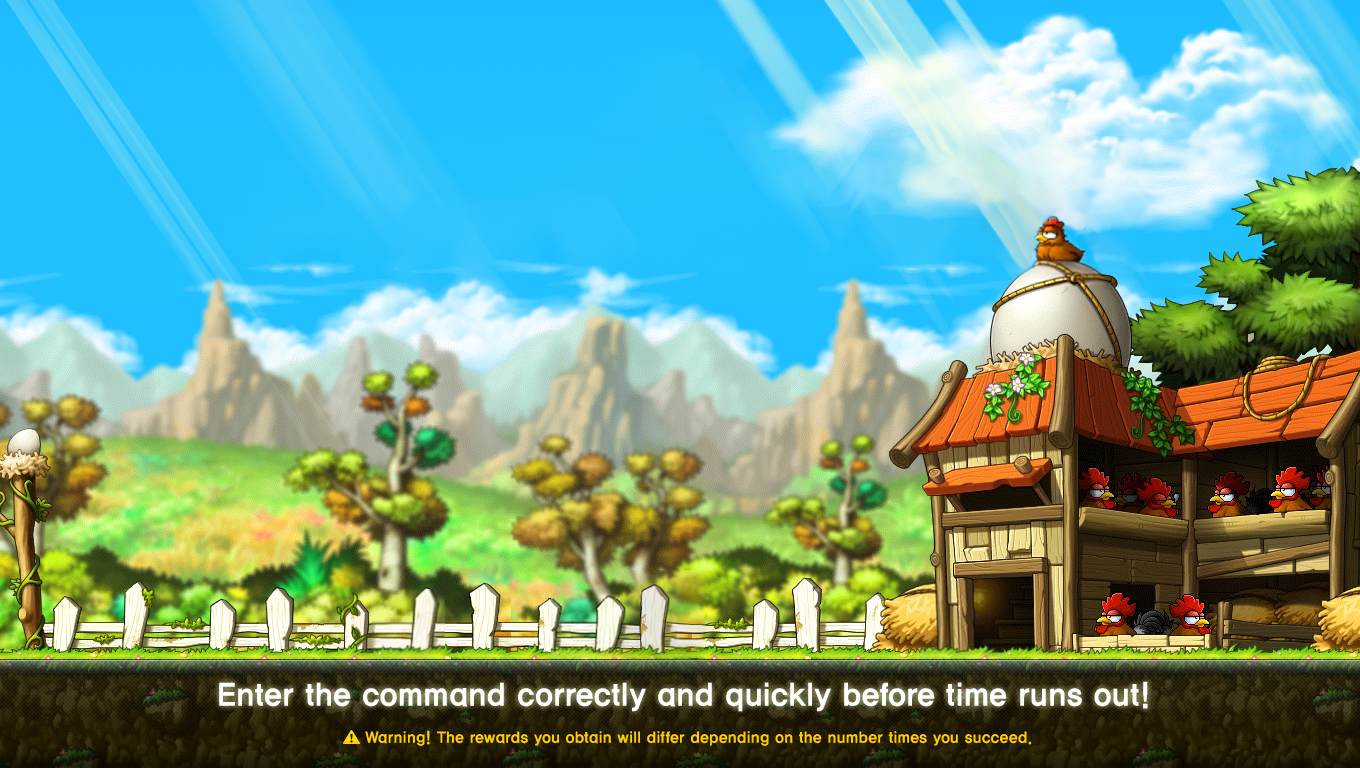 Enter the command correctly and quickly before time runs out!
Warning! The rewards you obtain will differ depending on the number times you succeed.